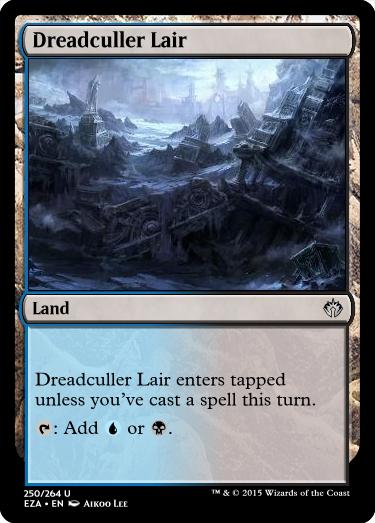 Dreadculler Lair
Land
Dreadculler Lair enters tapped
unless you've cast a spell this turn.
: Add or .
250/264 U
EZA • EN Aikoo Lee
™ & © 2015 Wizards of the Coast